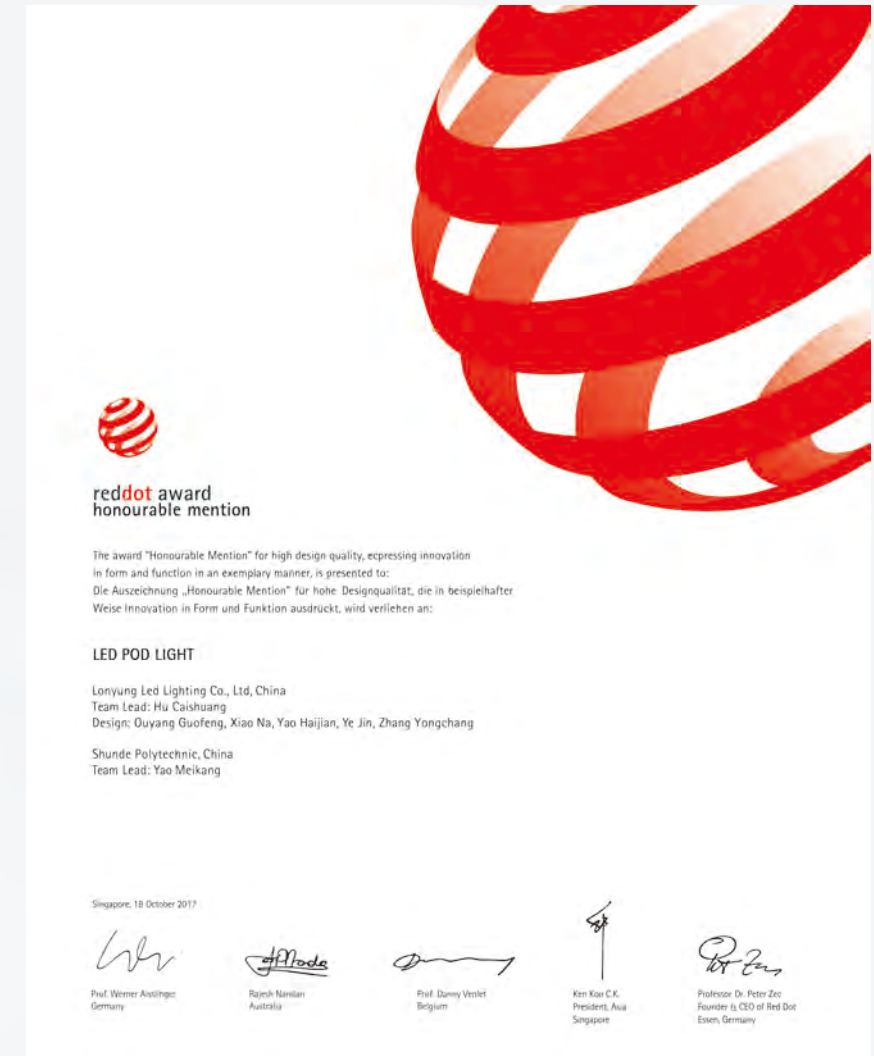 reddot award
honourable mention
The award "Honourable Mention" for high design quality, ecpressing innovation
in form and function in an exemplary manner, is presented to:
Die Auszeichnung „Honourable Mention" für hohe Designqualität, die in beispielhafter
Weise Innovation in Form und Funktion ausdrückt, wird verliehen an:
LED POD LIGHT
Lonyung Led Lighting Co., Ltd, China
Team Lead: Hu Caishuang
Design: Ouyang Guofeng, Xiao Na, Yao Haijian, Ye Jin, Zhang Yongchang
Shunde Polytechnic, China
Team Lead: Yao Meikang
Singapore, 18 October 2017
Prof. Werner Aisslinger
Germany
Rajesh Nandan
Australia
Prof. Danny Venlet
Belgium
Ken Koo C.K.
President, Asia
Singapore
Professor Dr. Peter Zec
Founder & CEO of Red Dot
Essen, Germany